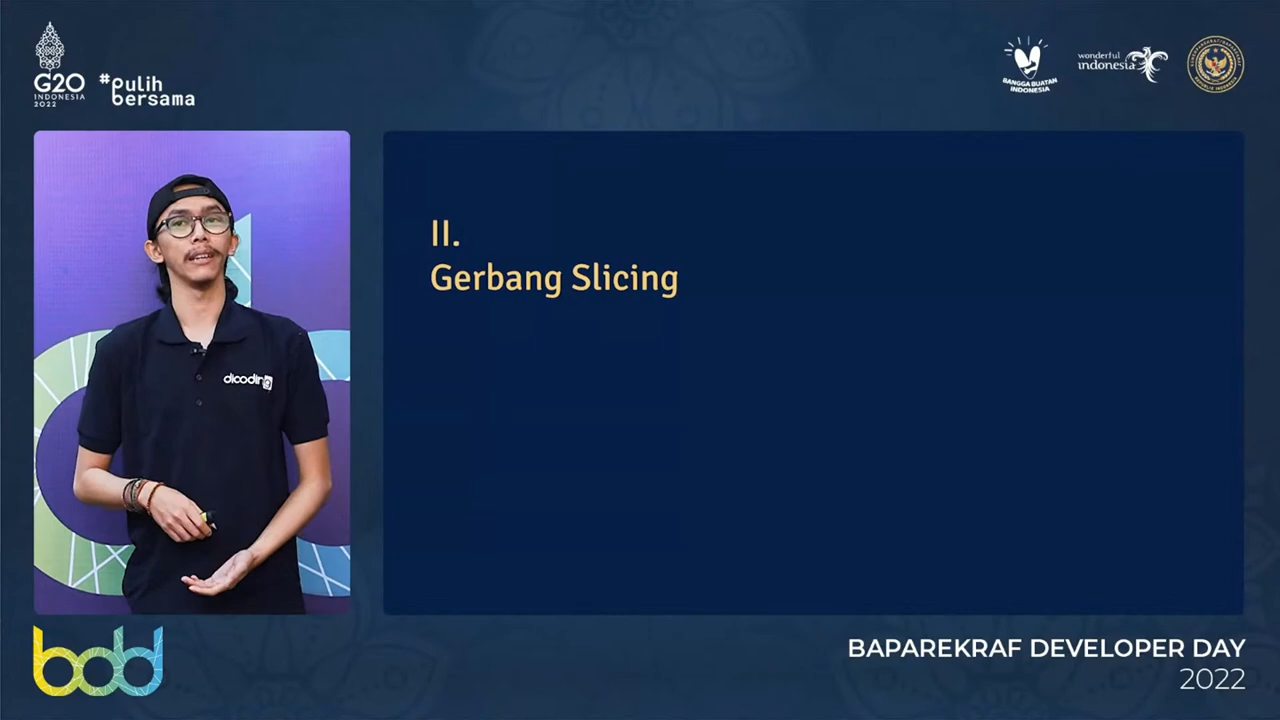 G20
INDONESIA
2022
#pulih
bersama
BANGGA BUATAN
INDONESIA
wonderful
indonesia
dicoding
II.
Gerbang Slicing
bdd
BAPAREKRAF DEVELOPER DAY
2022